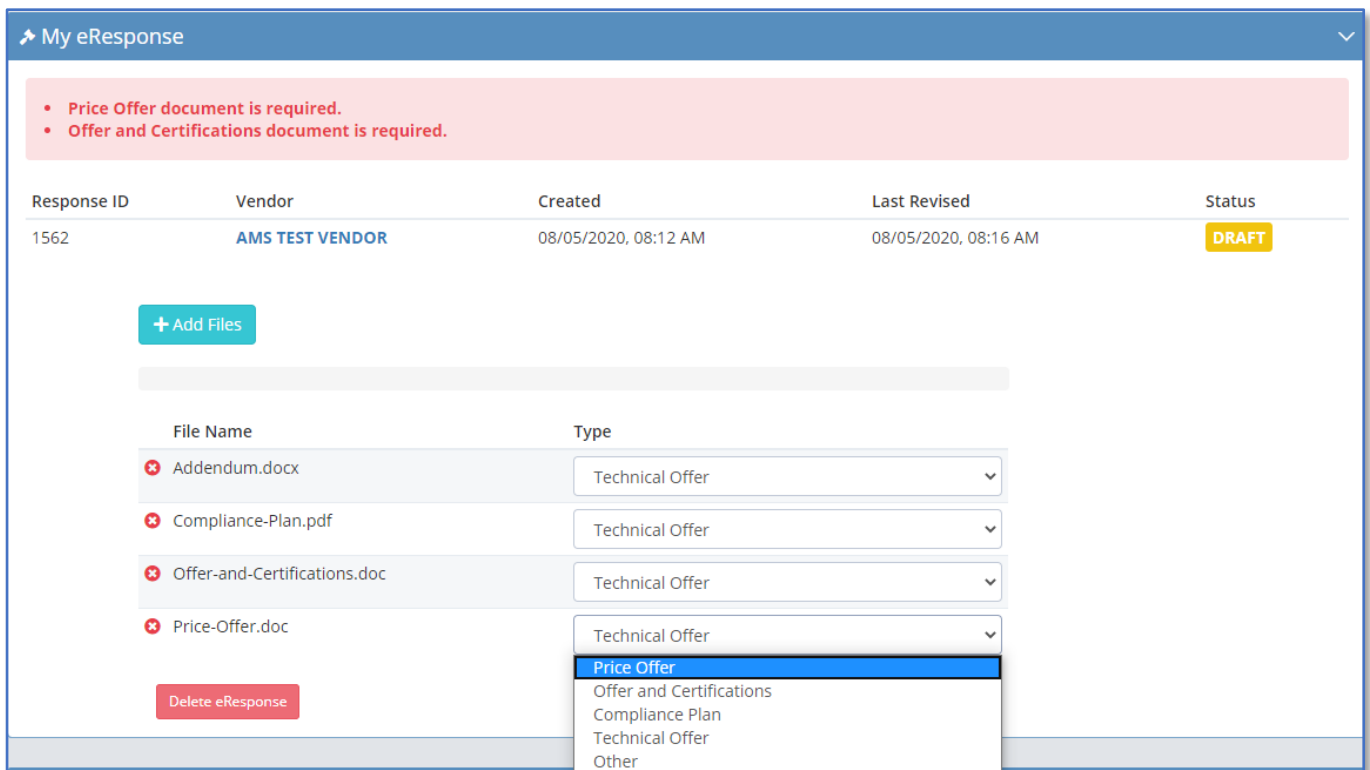 My eResponse
• Price Offer document is required.
• Offer and Certifications document is required.
Response ID Vendor Created Last Revised Status
1562 AMS TEST VENDOR 08/05/2020, 08:12 AM 08/05/2020, 08:16 AM DRAFT
+ Add Files
File Name Type
Addendum.docx Technical Offer
Compliance-Plan.pdf Technical Offer
Offer-and-Certifications.doc Technical Offer
Price-Offer.doc Technical Offer
Price Offer
Offer and Certifications
Delete eResponse
Compliance Plan
Technical Offer
Other